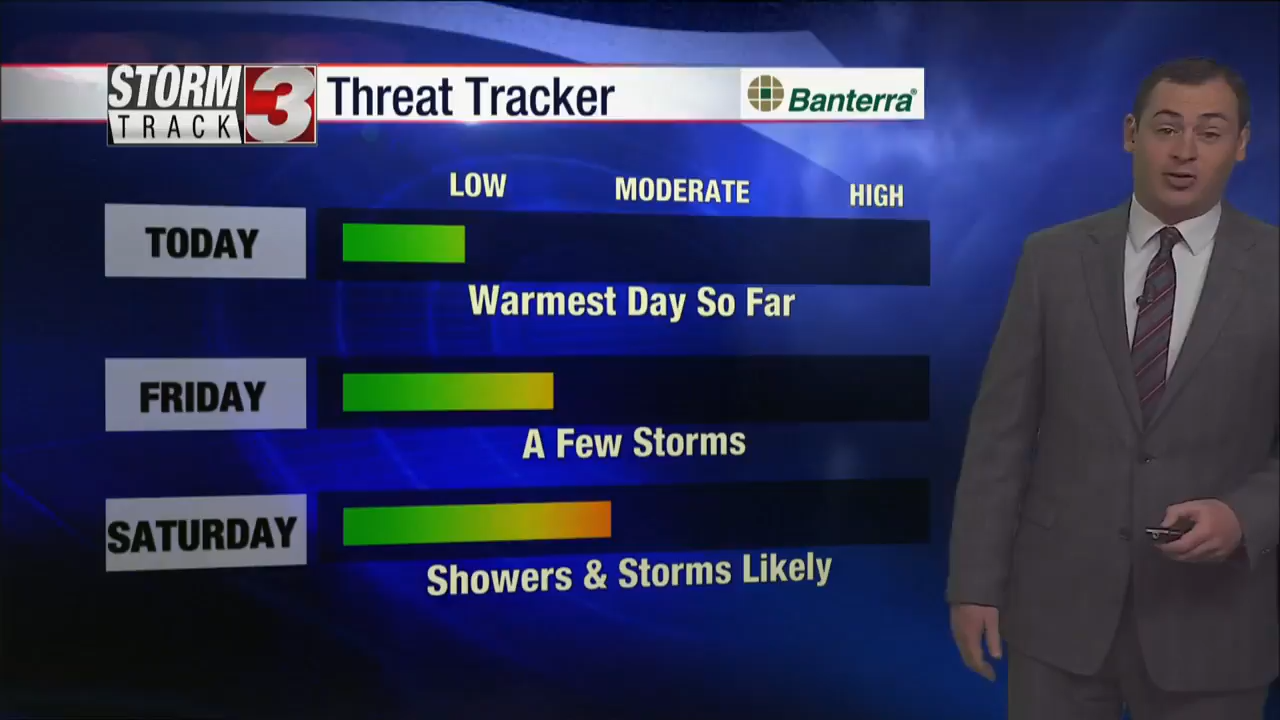 STORM
TRACK
3
Threat Tracker
Banterra®
LOW MODERATE HIGH
TODAY
Warmest Day So Far
FRIDAY
A Few Storms
SATURDAY
Showers & Storms Likely